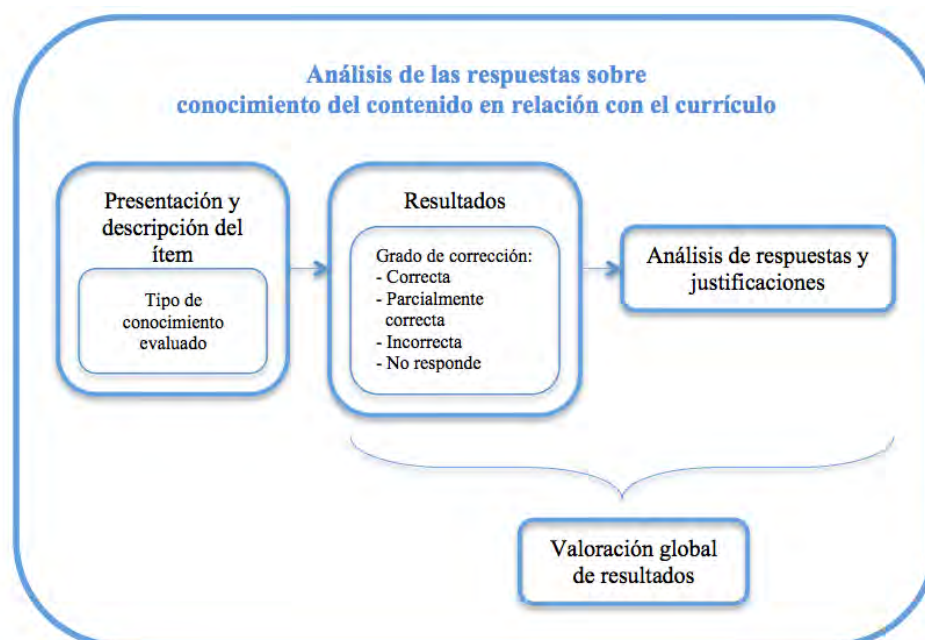 Análisis de las respuestas sobre
conocimiento del contenido en relación con el currículo
Presentación y
descripción del
ítem
Tipo de
conocimiento
evaluado
Resultados
Grado de corrección:
- Correcta
- Parcialmente
correcta
- Incorrecta
- No responde
Análisis de respuestas y
justificaciones
Valoración global
de resultados